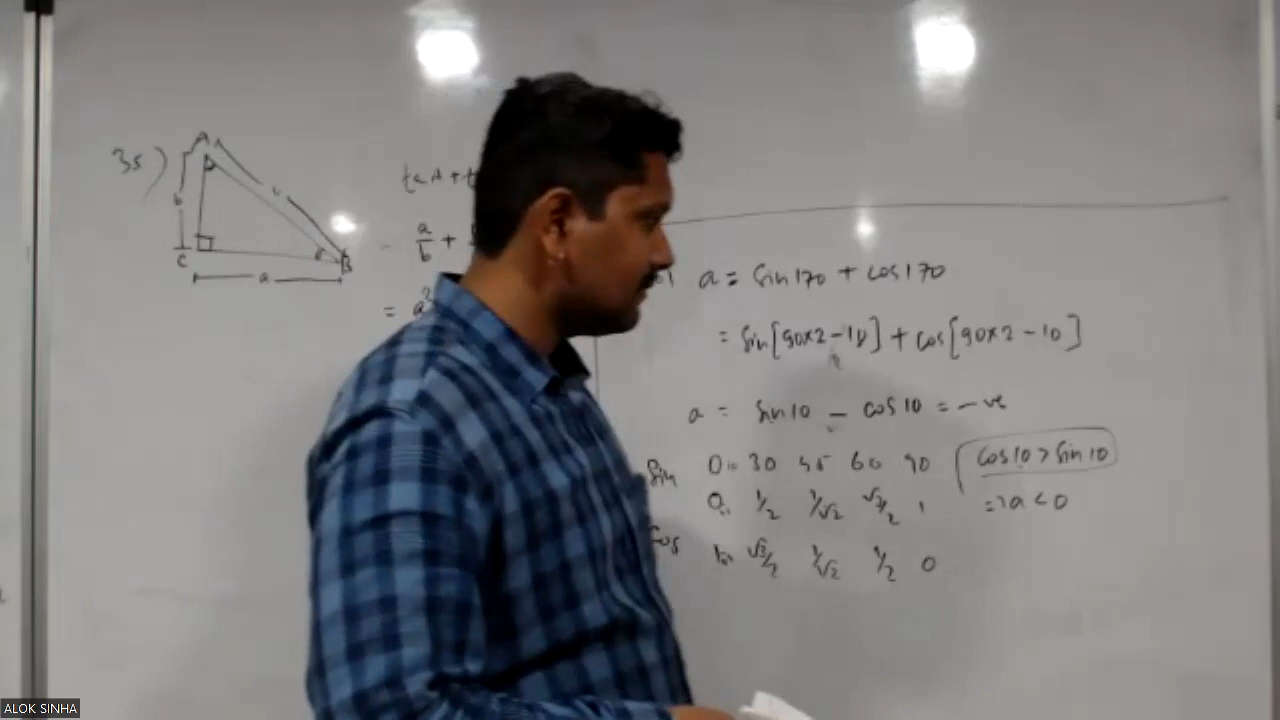 35)
A
b
c
C
a
B
a/b +
= a²
a = Sin170 + cos170
= Sin[90×2-10] + cos[90×2-10]
a = Sin10 - cos10 = -ve
Sin 0 30 45 60 90
0 1/2 1/√2 √3/2 1
Cos √3/2 1/√2 1/2 0
cos10 > Sin10
=> a < 0
ALOK SINHA